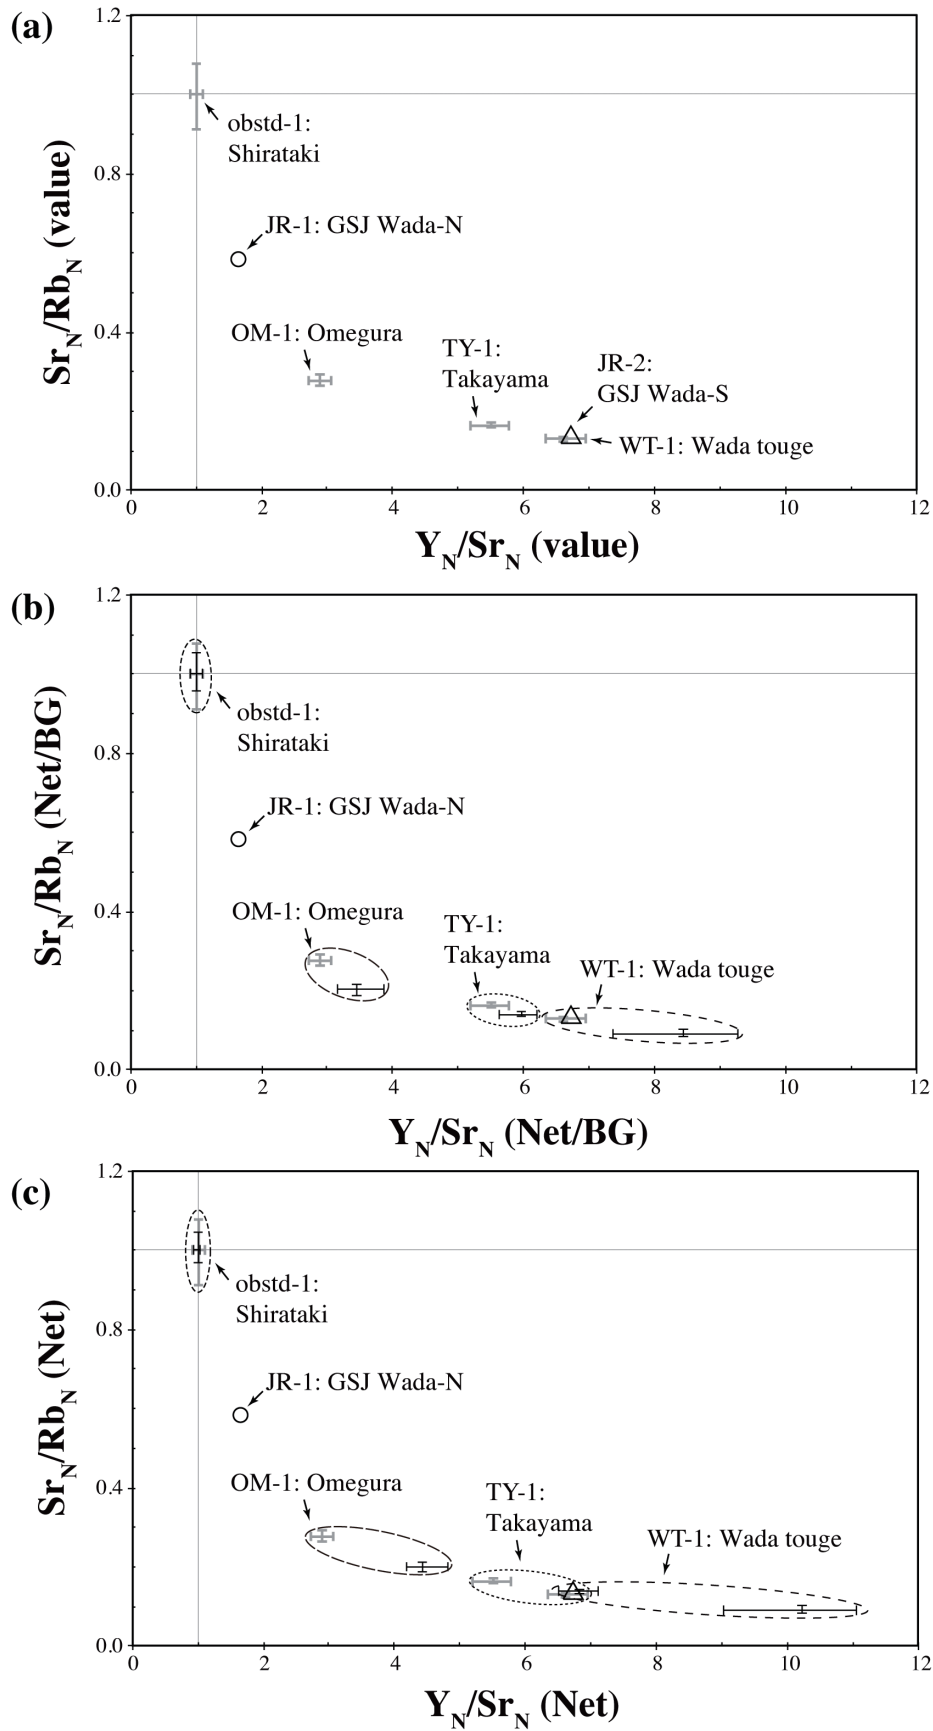 (a)
1.2
0.8
0.4
0.0
Sr_N/Rb_N (value)
obstd-1:
Shirataki
JR-1: GSJ Wada-N
OM-1: Omegura
TY-1:
Takayama
JR-2:
GSJ Wada-S
WT-1: Wada touge
0 2 4 6 8 10 12
Y_N/Sr_N (value)
(b)
1.2
0.8
0.4
0.0
Sr_N/Rb_N (Net/BG)
obstd-1:
Shirataki
JR-1: GSJ Wada-N
OM-1: Omegura
TY-1:
Takayama
WT-1: Wada touge
0 2 4 6 8 10 12
Y_N/Sr_N (Net/BG)
(c)
1.2
0.8
0.4
0.0
Sr_N/Rb_N (Net)
obstd-1:
Shirataki
JR-1: GSJ Wada-N
OM-1: Omegura
TY-1:
Takayama
WT-1: Wada touge
0 2 4 6 8 10 12
Y_N/Sr_N (Net)